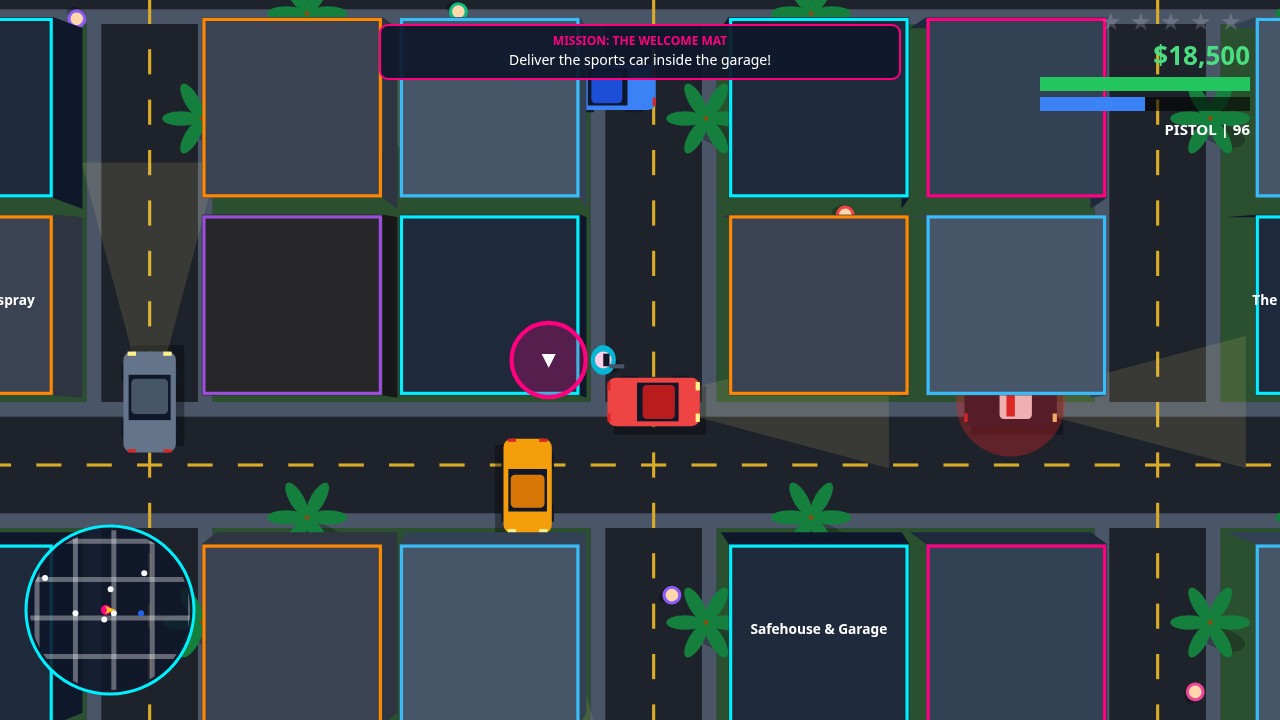 MISSION: THE WELCOME MAT
Deliver the sports car inside the garage!
$18,500
PISTOL | 96
spray
The
Safehouse & Garage